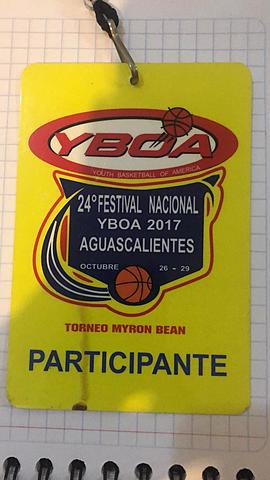 YBOA
YOUTH BASKETBALL OF AMERICA
24° FESTIVAL NACIONAL
YBOA 2017
AGUASCALIENTES
OCTUBRE 26 - 29
TORNEO MYRON BEAN
PARTICIPANTE